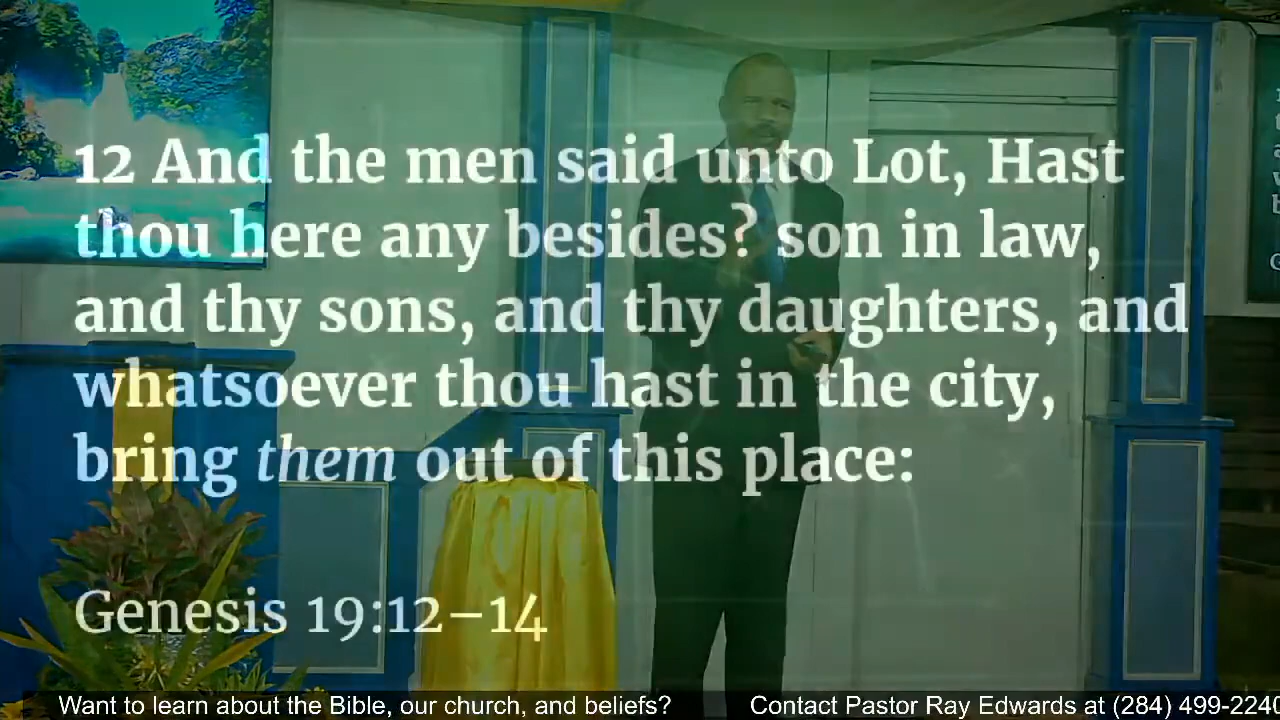 12 And the men said unto Lot, Hast
thou here any besides? son in law,
and thy sons, and thy daughters, and
whatsoever thou hast in the city,
bring them out of this place:
Genesis 19:12–14
Want to learn about the Bible, our church, and beliefs? Contact Pastor Ray Edwards at (284) 499-2240